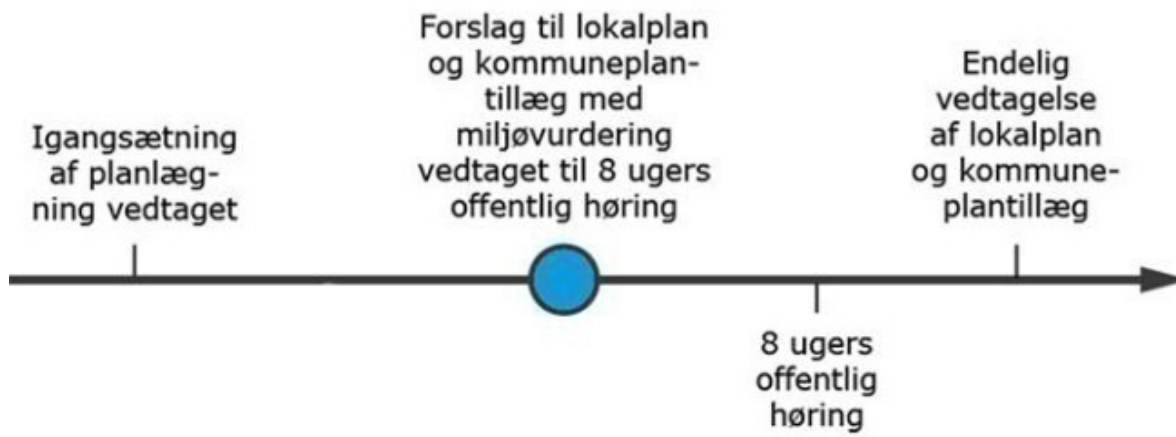 Igangsætning
af planlæg-
ning vedtaget
Forslag til lokalplan
og kommuneplan-
tillæg med
miljøvurdering
vedtaget til 8 ugers
offentlig høring
8 ugers
offentlig
høring
Endelig
vedtagelse
af lokalplan
og kommune-
plantillæg